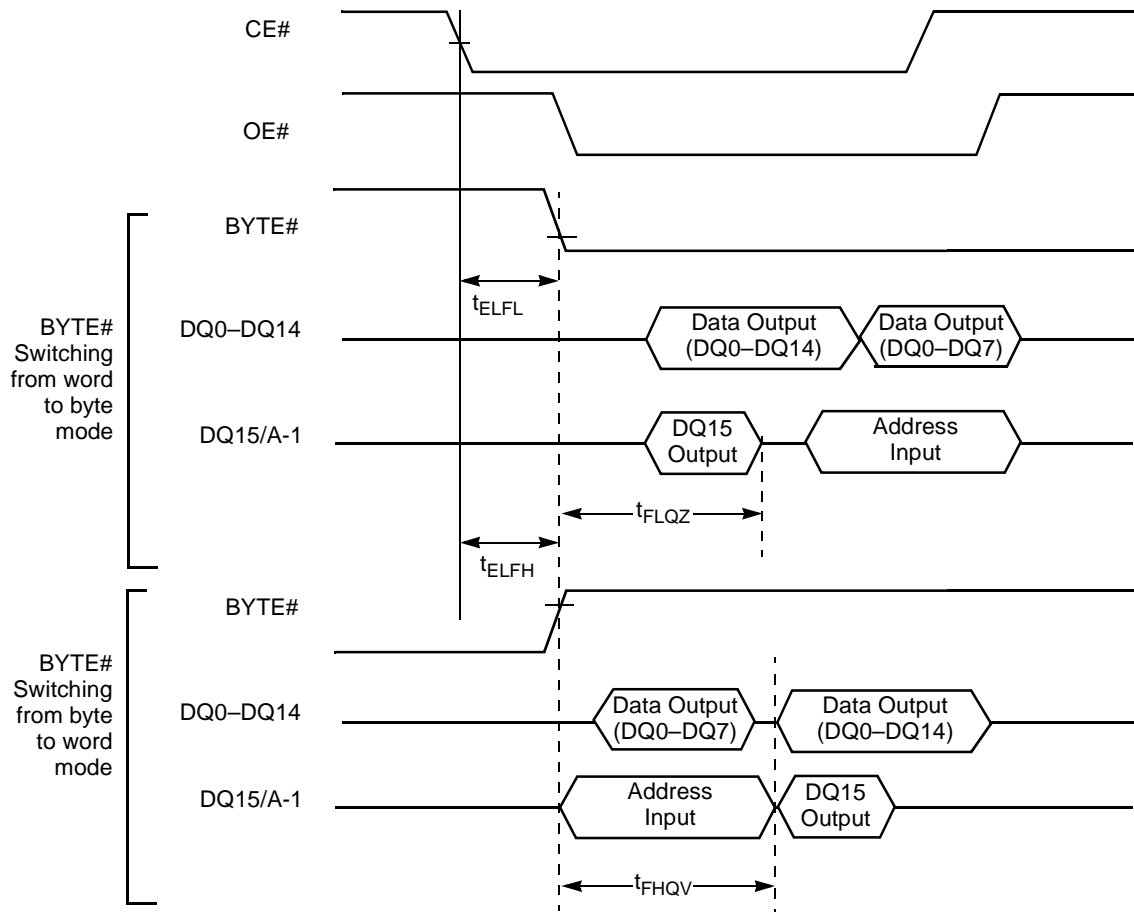 CE#
OE#
BYTE#
tELFL
BYTE#
Switching
from word
to byte
mode
DQ0–DQ14
Data Output
(DQ0–DQ14)
Data Output
(DQ0–DQ7)
DQ15/A-1
DQ15
Output
Address
Input
tFLQZ
tELFH
BYTE#
BYTE#
Switching
from byte
to word
mode
DQ0–DQ14
Data Output
(DQ0–DQ7)
Data Output
(DQ0–DQ14)
DQ15/A-1
Address
Input
DQ15
Output
tFHQV